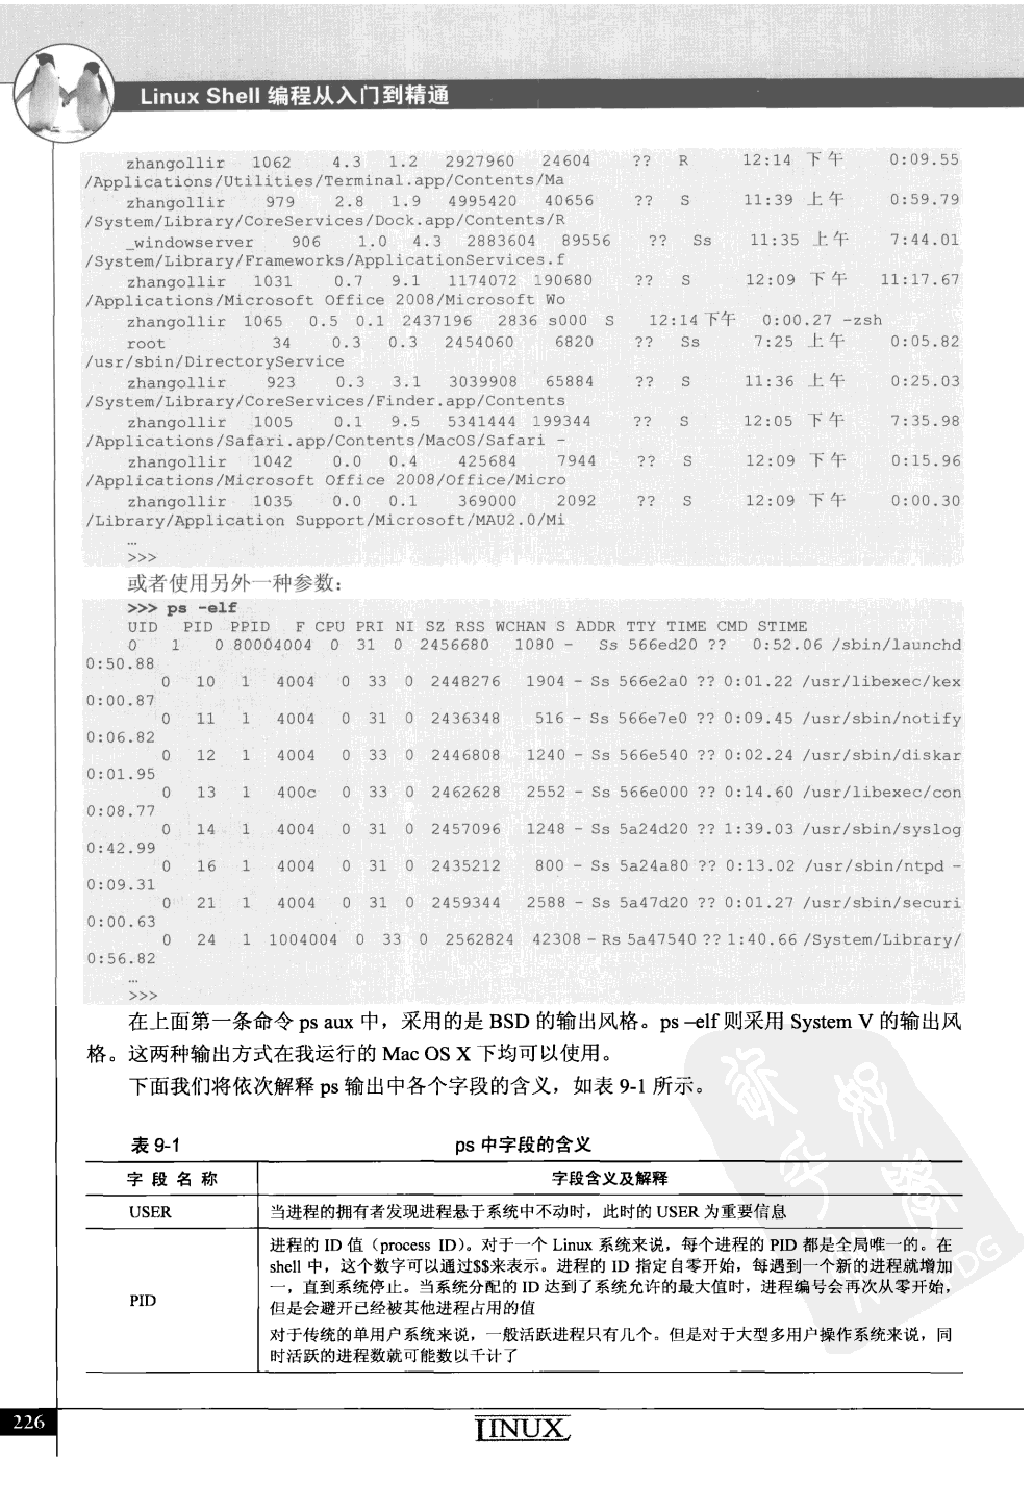 Linux Shell 编程从入门到精通
zhangollir 1062 4.3 1.2 2927960 24604 ?? R 12:14 下午 0:09.55
/Applications/Utilities/Terminal.app/Contents/Ma
zhangollir 979 2.8 1.9 4995420 40656 ?? S 11:39 上午 0:59.79
/System/Library/CoreServices/Dock.app/Contents/R
_windowserver 906 1.0 4.3 2883604 89556 ?? Ss 11:35 上午 7:44.01
/System/Library/Frameworks/ApplicationServices.f
zhangollir 1031 0.7 9.1 1174072 190680 ?? S 12:09 下午 11:17.67
/Applications/Microsoft Office 2008/Microsoft Wo
zhangollir 1065 0.5 0.1 2437196 2836 s000 S 12:14下午 0:00.27 -zsh
root 34 0.3 0.3 2454060 6820 ?? Ss 7:25 上午 0:05.82
/usr/sbin/DirectoryService
zhangollir 923 0.3 3.1 3039908 65884 ?? S 11:36 上午 0:25.03
/System/Library/CoreServices/Finder.app/Contents
zhangollir 1005 0.1 9.5 5341444 199344 ?? S 12:05 下午 7:35.98
/Applications/Safari.app/Contents/MacOS/Safari -
zhangollir 1042 0.0 0.4 425684 7944 ?? S 12:09 下午 0:15.96
/Applications/Microsoft Office 2008/Office/Micro
zhangollir 1035 0.0 0.1 369000 2092 ?? S 12:09 下午 0:00.30
/Library/Application Support/Microsoft/MAU2.0/Mi
…
>>>
或者使用另外一种参数：
>>> ps -elf
UID PID PPID F CPU PRI NI SZ RSS WCHAN S ADDR TTY TIME CMD STIME
0 1 0 80004004 0 31 0 2456680 1080 - Ss 566ed20 ?? 0:52.06 /sbin/launchd
0:50.88
0 10 1 4004 0 33 0 2448276 1904 - Ss 566e2a0 ?? 0:01.22 /usr/libexec/kex
0:00.87
0 11 1 4004 0 31 0 2436348 516 - Ss 566e7e0 ?? 0:09.45 /usr/sbin/notify
0:06.82
0 12 1 4004 0 33 0 2446808 1240 - Ss 566e540 ?? 0:02.24 /usr/sbin/diskar
0:01.95
0 13 1 400c 0 33 0 2462628 2552 - Ss 566e000 ?? 0:14.60 /usr/libexec/con
0:08.77
0 14 1 4004 0 31 0 2457096 1248 - Ss 5a24d20 ?? 1:39.03 /usr/sbin/syslog
0:42.99
0 16 1 4004 0 31 0 2435212 800 - Ss 5a24a80 ?? 0:13.02 /usr/sbin/ntpd -
0:09.31
0 21 1 4004 0 31 0 2459344 2588 - Ss 5a47d20 ?? 0:01.27 /usr/sbin/securi
0:00.63
0 24 1 1004004 0 33 0 2562824 42308 - Rs 5a47540 ?? 1:40.66 /System/Library/
0:56.82
…
>>>
在上面第一条命令 ps aux 中，采用的是 BSD 的输出风格。ps –elf 则采用 System V 的输出风
格。这两种输出方式在我运行的 Mac OS X 下均可以使用。
下面我们将依次解释 ps 输出中各个字段的含义，如表 9-1 所示。
表 9-1 ps 中字段的含义
字段名称 字段含义及解释
USER 当进程的拥有者发现进程悬于系统中不动时，此时的 USER 为重要信息
PID 进程的 ID 值（process ID）。对于一个 Linux 系统来说，每个进程的 PID 都是全局唯一的。在
shell 中，这个数字可以通过$$来表示。进程的 ID 指定自零开始，每遇到一个新的进程就增加
一，直到系统停止。当系统分配的 ID 达到了系统允许的最大值时，进程编号会再次从零开始，
但是会避开已经被其他进程占用的值
对于传统的单用户系统来说，一般活跃进程只有几个。但是对于大型多用户操作系统来说，同
时活跃的进程数就可能数以千计了
226
LINUX